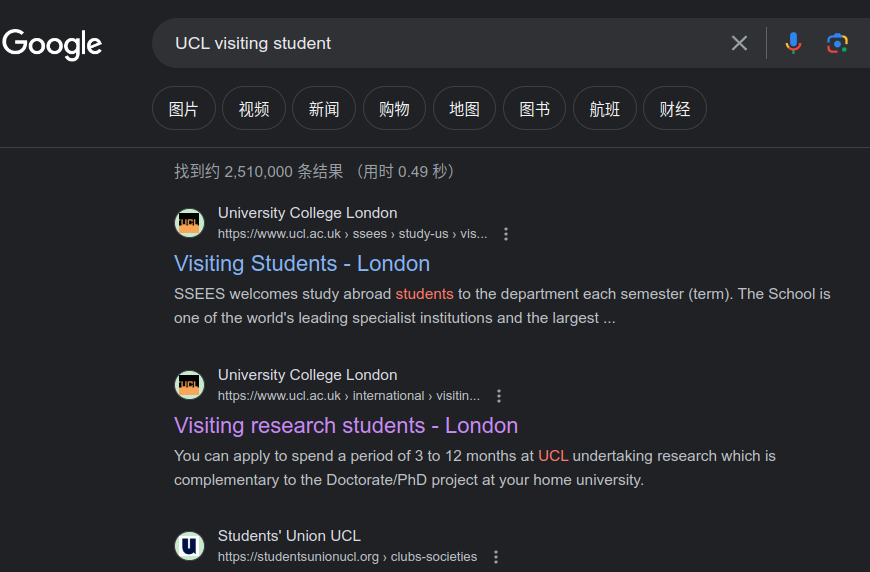 Google
UCL visiting student
图片 视频 新闻 购物 地图 图书 航班 财经
找到约 2,510,000 条结果 （用时 0.49 秒）
University College London
https://www.ucl.ac.uk › ssees › study-us › vis...
Visiting Students - London
SSEES welcomes study abroad students to the department each semester (term). The School is
one of the world's leading specialist institutions and the largest ...
University College London
https://www.ucl.ac.uk › international › visitin...
Visiting research students - London
You can apply to spend a period of 3 to 12 months at UCL undertaking research which is
complementary to the Doctorate/PhD project at your home university.
Students' Union UCL
https://studentsunionucl.org › clubs-societies